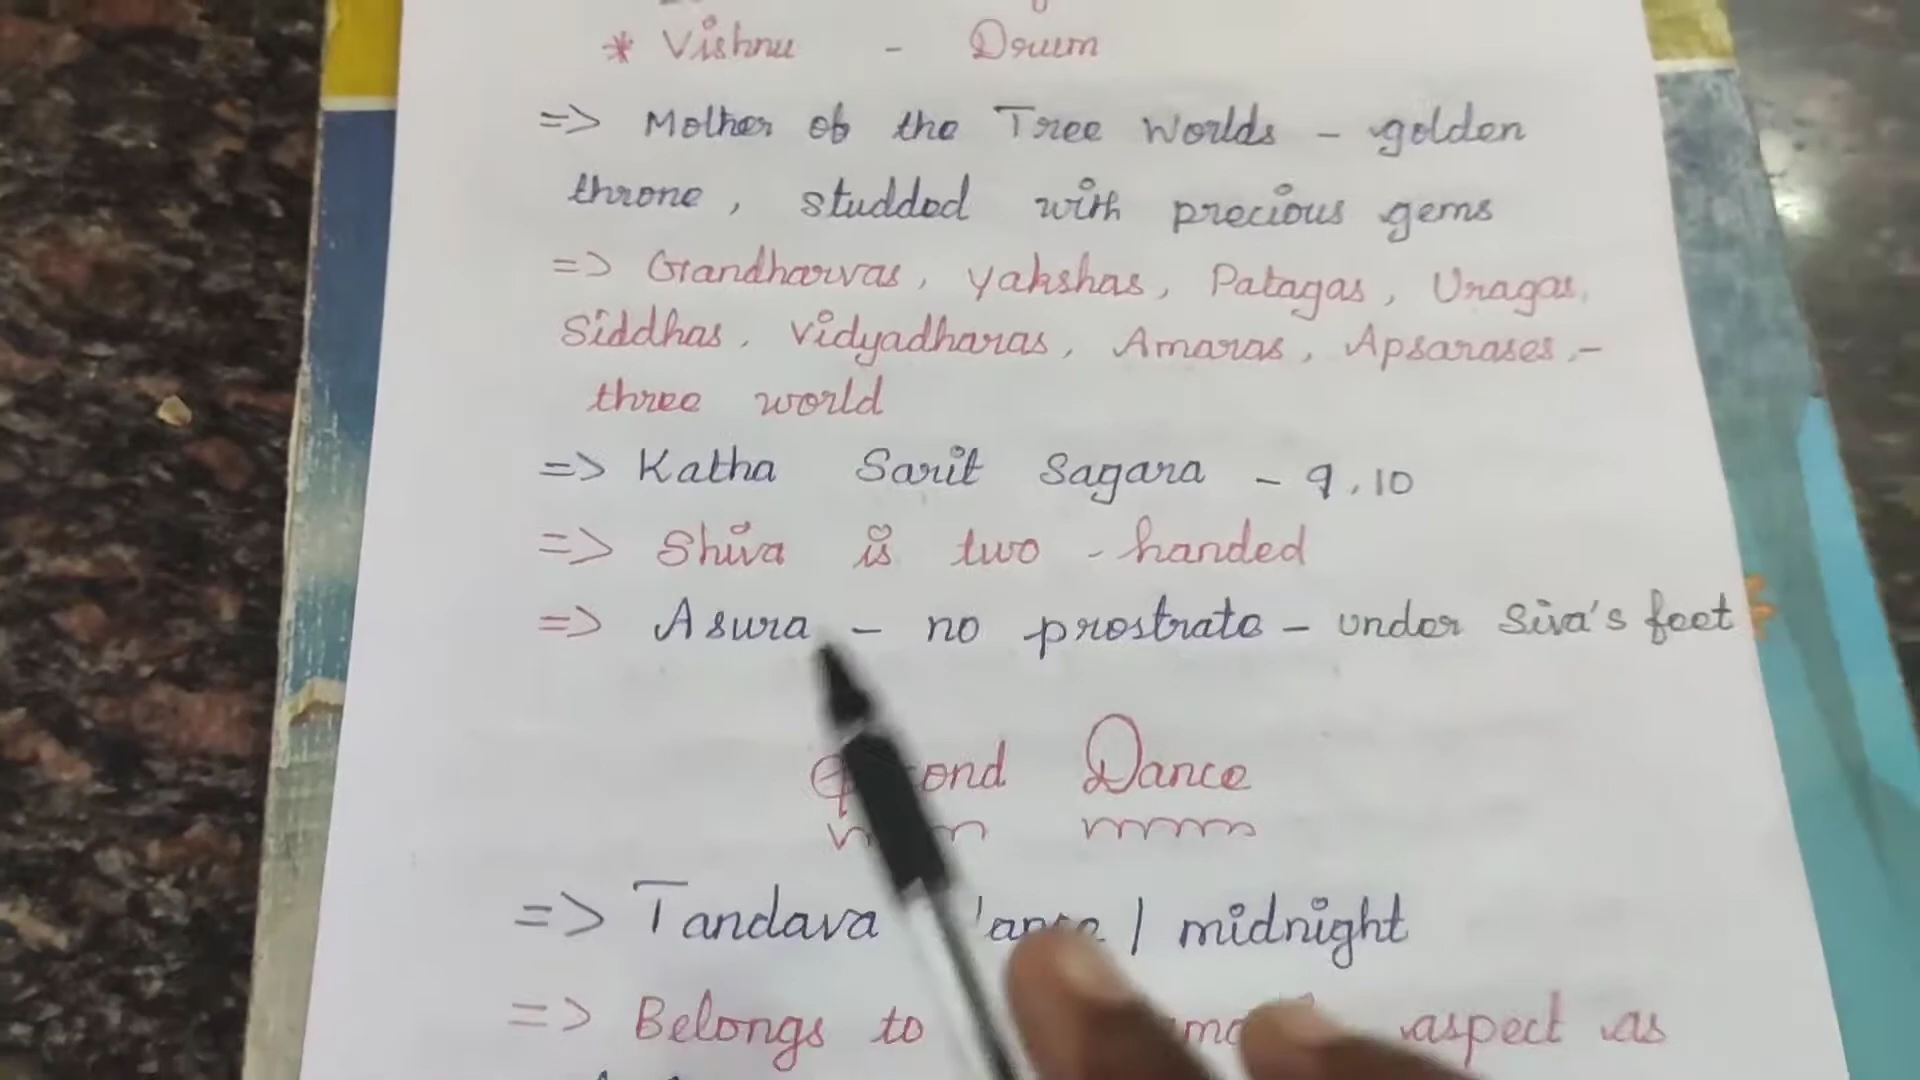 * Vishnu - Drum
=> Mother of the Tree Worlds - golden
throne, studded with precious gems
=> Grandharvas, Yakshas, Patagas, Uragas,
Siddhas, Vidyadharas, Amaras, Apsarases, -
three world
=> Katha Sarit Sagara - 9, 10
=> Shiva is two - handed
=> Asura - no prostrate - under Siva's feet
Dance
=> Tandava | midnight
=> Belongs to aspect as